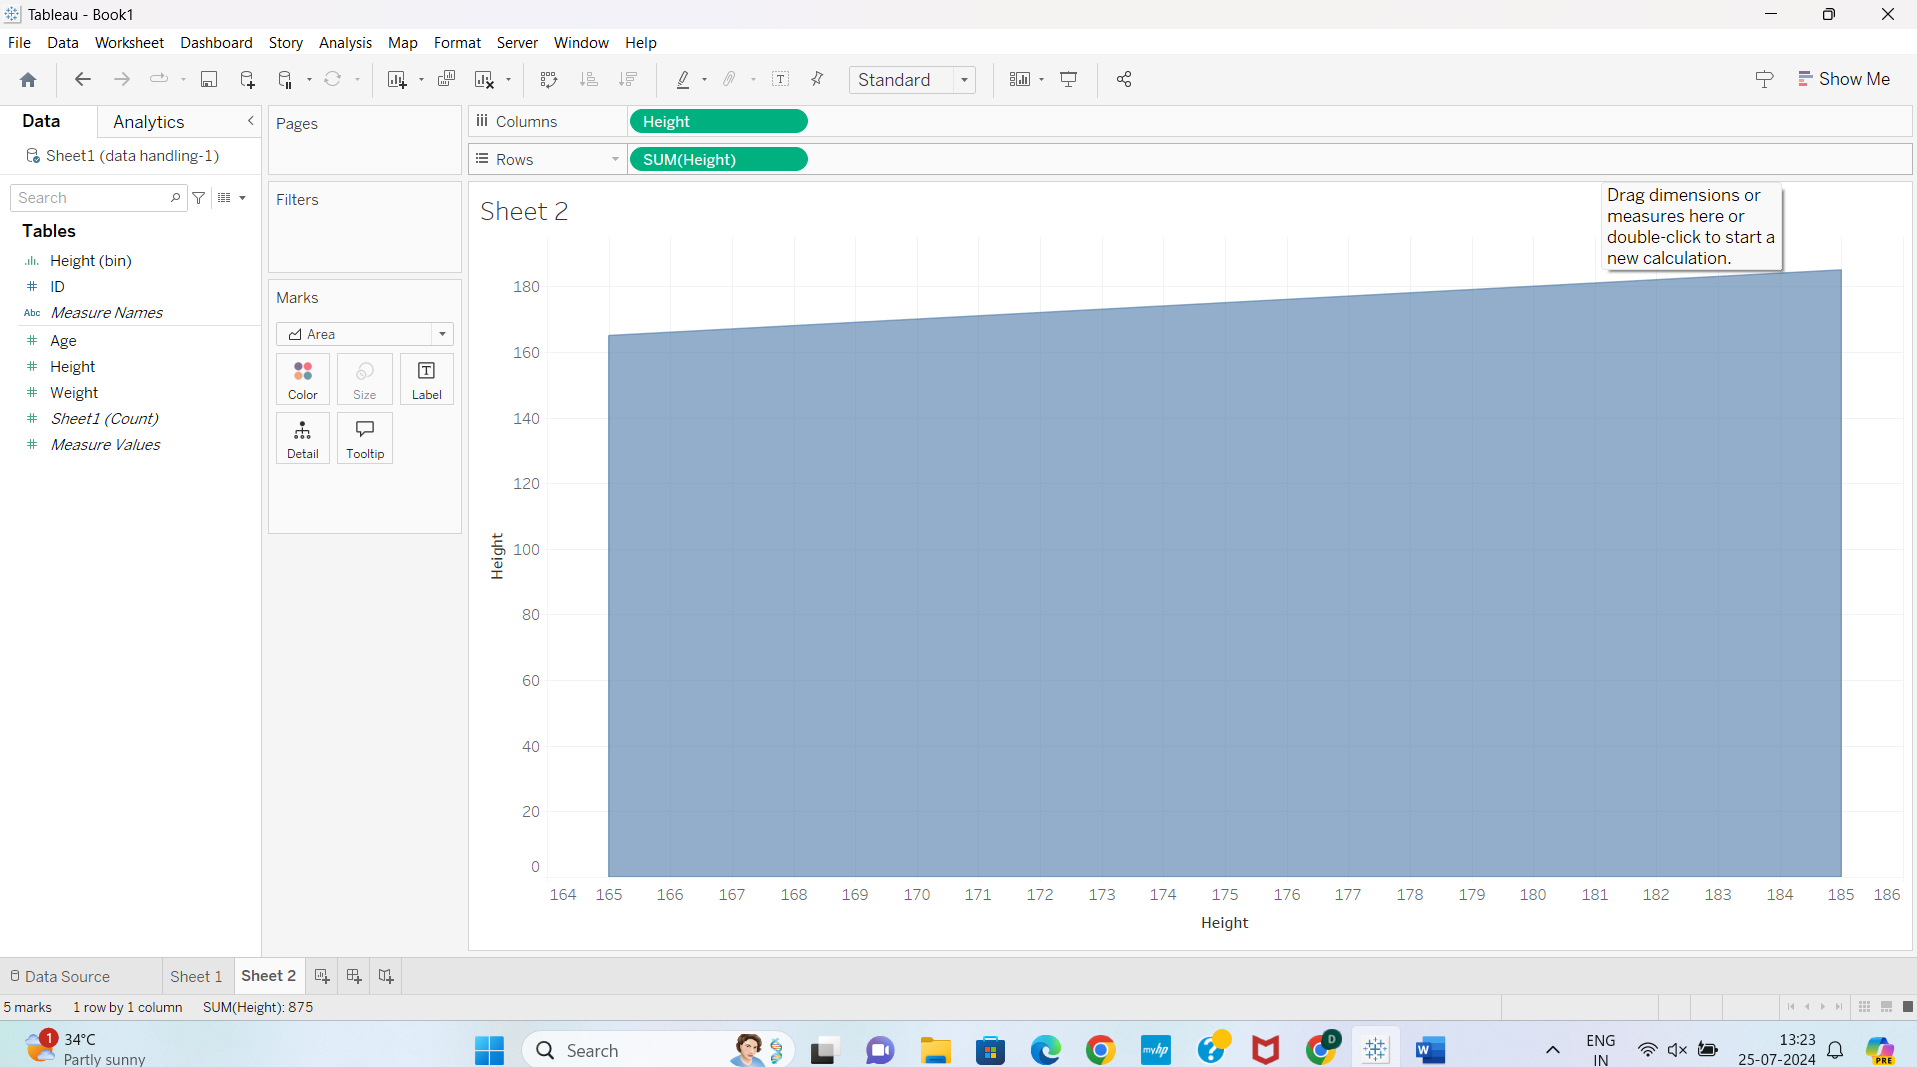 Tableau - Book1
File Data Worksheet Dashboard Story Analysis Map Format Server Window Help
Standard
Show Me
Data
Analytics
Sheet1 (data handling-1)
Search
Tables
Height (bin)
ID
Abc Measure Names
Age
Height
Weight
Sheet1 (Count)
Measure Values
Pages
Filters
Marks
Area
Color
Size
Label
Detail
Tooltip
Columns
Height
Rows
SUM(Height)
Sheet 2
Drag dimensions or
measures here or
double-click to start a
new calculation.
180
160
140
120
100
80
60
40
20
0
Height
164 165 166 167 168 169 170 171 172 173 174 175 176 177 178 179 180 181 182 183 184 185 186
Height
Data Source
Sheet 1
Sheet 2
5 marks
1 row by 1 column
SUM(Height): 875
1
34°C
Partly sunny
Search
myhp
D
W
ENG
IN
13:23
25-07-2024
PRE